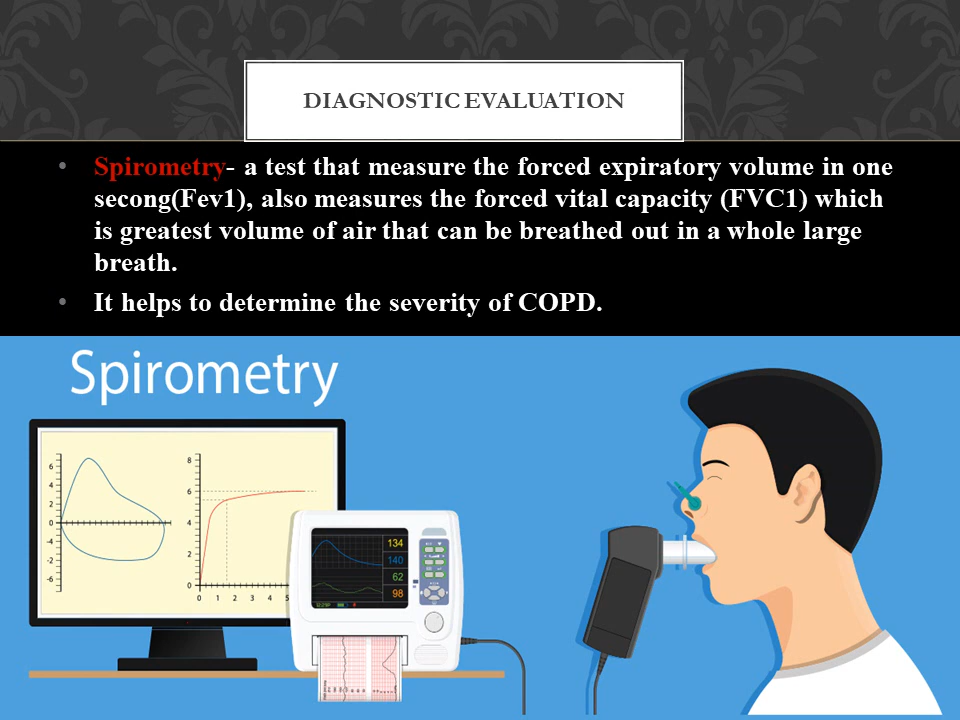 DIAGNOSTIC EVALUATION
• Spirometry- a test that measure the forced expiratory volume in one
secong(Fev1), also measures the forced vital capacity (FVC1) which
is greatest volume of air that can be breathed out in a whole large
breath.
• It helps to determine the severity of COPD.
Spirometry
6
4
2
0
-4
-2
-6
8
6
4
2
0
0 1 2 3 4 5
134
140
62
98